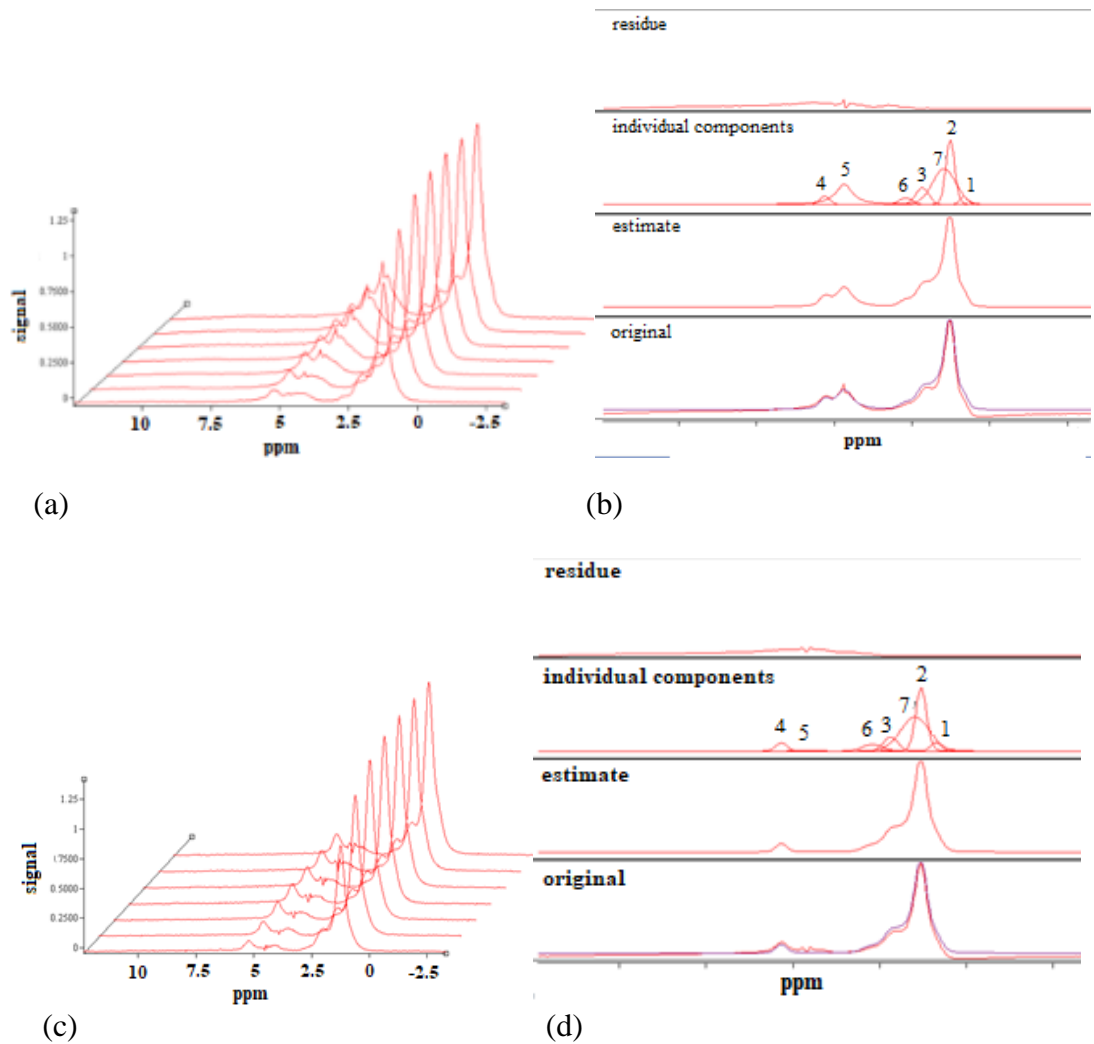 signal
1.25
1
0.7500
0.5000
0.2500
0
10
7.5
5
2.5
0
-2.5
ppm
(a)
residue
individual components
2
7
5
3
4
6
1
estimate
original
ppm
(b)
signal
1.25
1
.7500
0.5000
0.2500
0
10
7.5
5
2.5
0
-2.5
ppm
(c)
residue
individual components
2
7
4
5
6
3
1
estimate
original
ppm
(d)